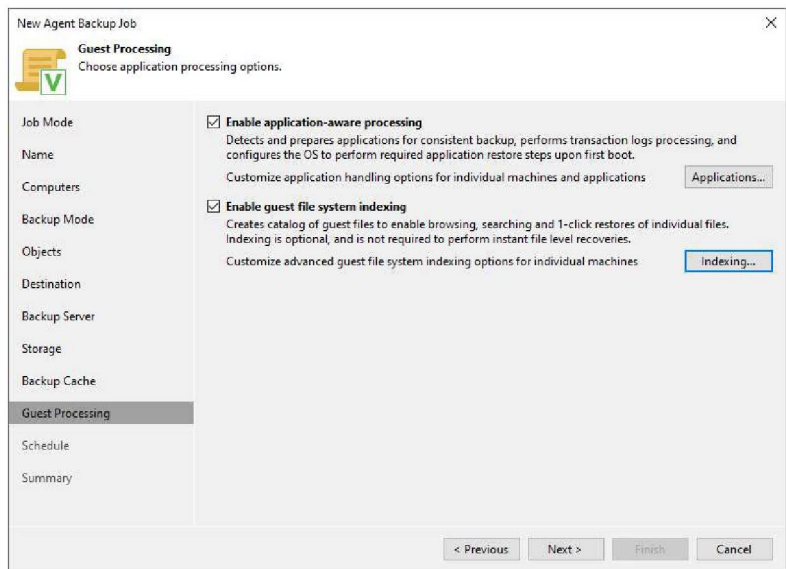 New Agent Backup Job
Guest Processing
Choose application processing options.
Job Mode
Name
Computers
Backup Mode
Objects
Destination
Backup Server
Storage
Backup Cache
Guest Processing
Schedule
Summary
Enable application-aware processing
Detects and prepares applications for consistent backup, performs transaction logs processing, and
configures the OS to perform required application restore steps upon first boot.
Customize application handling options for individual machines and applications
Applications...
Enable guest file system indexing
Creates catalog of guest files to enable browsing, searching and 1-click restores of individual files.
Indexing is optional, and is not required to perform instant file level recoveries.
Customize advanced guest file system indexing options for individual machines
Indexing...
< Previous
Next >
Finish
Cancel